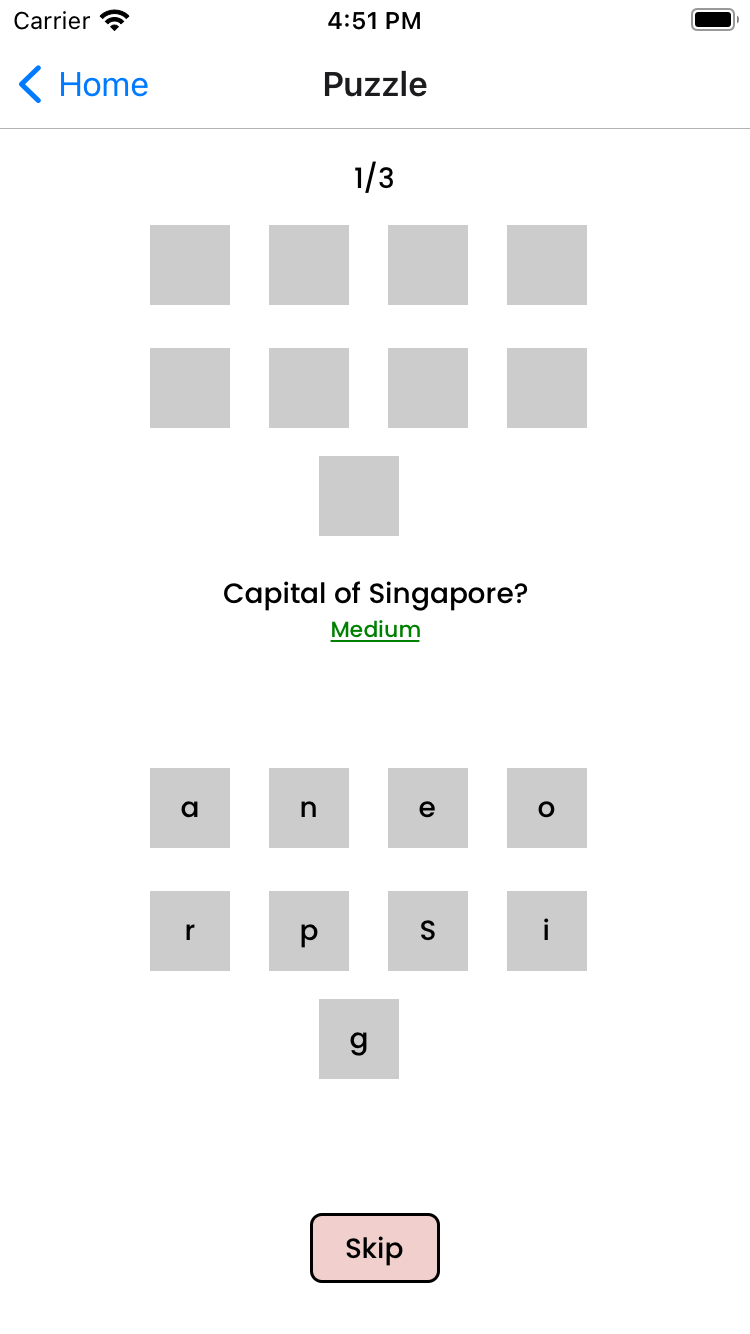 Carrier 4:51 PM
Home Puzzle
1/3
Capital of Singapore?
Medium
a n e o
r p S i
g
Skip